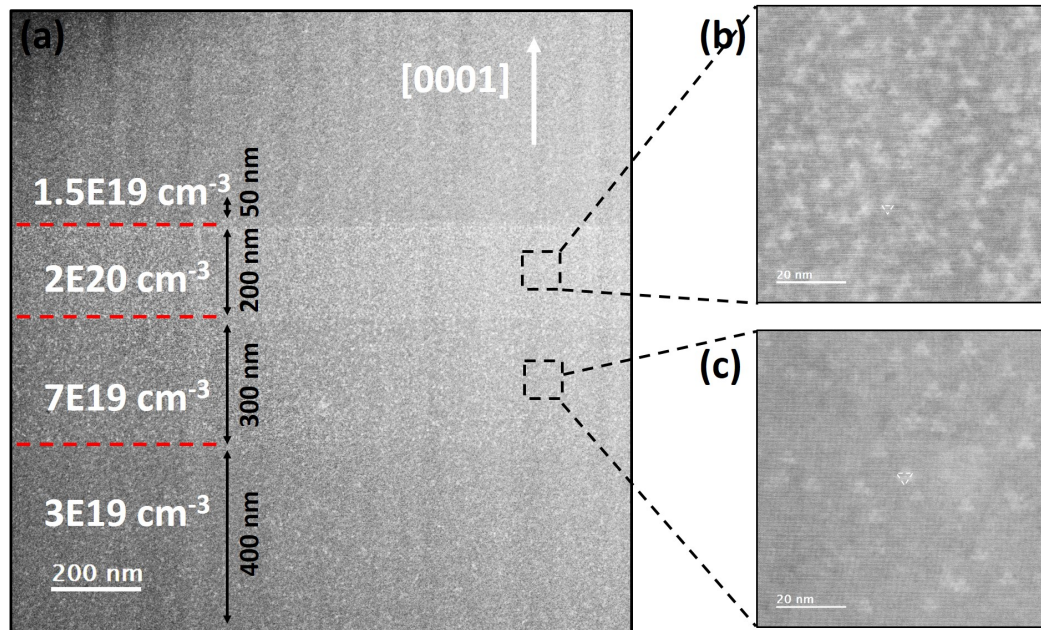 (a)
[0001]
1.5E19 cm⁻³
50 nm
2E20 cm⁻³
200 nm
7E19 cm⁻³
300 nm
3E19 cm⁻³
400 nm
200 nm
(b)
20 nm
(c)
20 nm